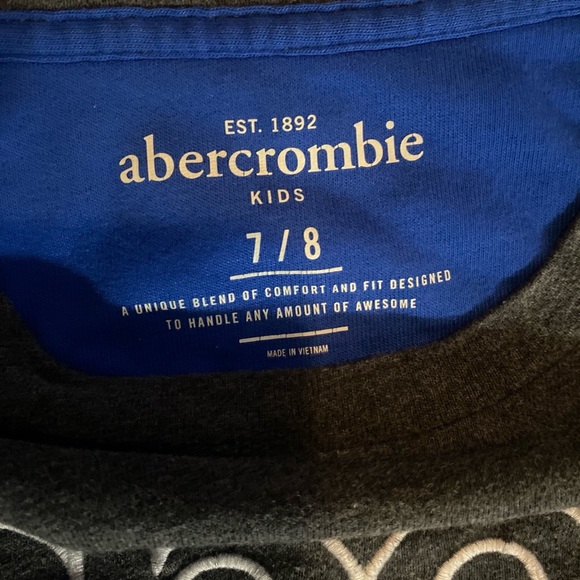 EST. 1892
abercrombie
KIDS
7 / 8
A UNIQUE BLEND OF COMFORT AND FIT DESIGNED
TO HANDLE ANY AMOUNT OF AWESOME
MADE IN VIETNAM